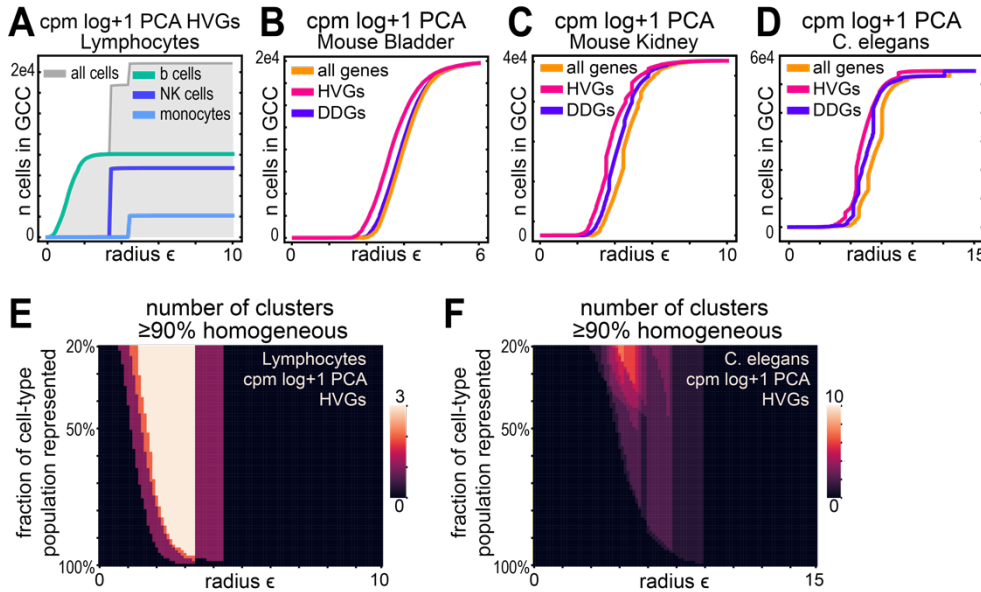 A
cpm log+1 PCA HVGs
Lymphocytes
n cells in GCC
2e4
0
all cells
b cells
NK cells
monocytes
0
radius ϵ
10
B
cpm log+1 PCA
Mouse Bladder
n cells in GCC
2e4
0
all genes
HVGs
DDGs
0
radius ϵ
6
C
cpm log+1 PCA
Mouse Kidney
n cells in GCC
4e4
0
all genes
HVGs
DDGs
0
radius ϵ
10
D
cpm log+1 PCA
C. elegans
n cells in GCC
6e4
0
all genes
HVGs
DDGs
0
radius ϵ
15
E
number of clusters
≥90% homogeneous
fraction of cell-type
population represented
20%
50%
100%
Lymphocytes
cpm log+1 PCA
HVGs
3
0
0
radius ϵ
10
F
number of clusters
≥90% homogeneous
fraction of cell-type
population represented
20%
50%
100%
C. elegans
cpm log+1 PCA
HVGs
10
0
0
radius ϵ
15